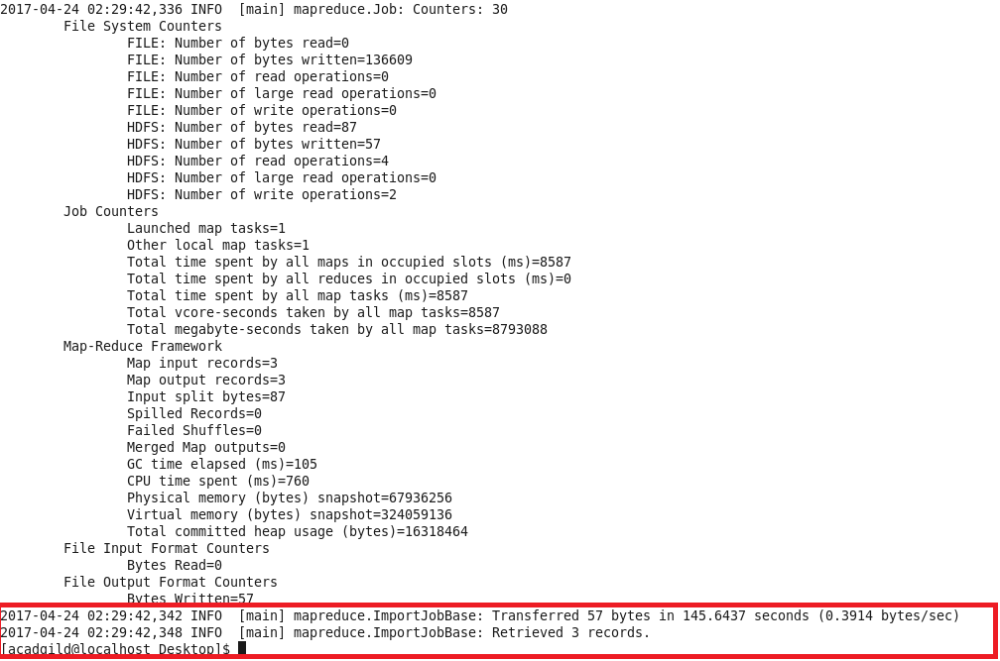 2017-04-24 02:29:42,336 INFO  [main] mapreduce.Job: Counters: 30
File System Counters
FILE: Number of bytes read=0
FILE: Number of bytes written=136609
FILE: Number of read operations=0
FILE: Number of large read operations=0
FILE: Number of write operations=0
HDFS: Number of bytes read=87
HDFS: Number of bytes written=57
HDFS: Number of read operations=4
HDFS: Number of large read operations=0
HDFS: Number of write operations=2
Job Counters
Launched map tasks=1
Other local map tasks=1
Total time spent by all maps in occupied slots (ms)=8587
Total time spent by all reduces in occupied slots (ms)=0
Total time spent by all map tasks (ms)=8587
Total vcore-seconds taken by all map tasks=8587
Total megabyte-seconds taken by all map tasks=8793088
Map-Reduce Framework
Map input records=3
Map output records=3
Input split bytes=87
Spilled Records=0
Failed Shuffles=0
Merged Map outputs=0
GC time elapsed (ms)=105
CPU time spent (ms)=760
Physical memory (bytes) snapshot=67936256
Virtual memory (bytes) snapshot=324059136
Total committed heap usage (bytes)=16318464
File Input Format Counters
Bytes Read=0
File Output Format Counters
Bytes Written=57
2017-04-24 02:29:42,342 INFO  [main] mapreduce.ImportJobBase: Transferred 57 bytes in 145.6437 seconds (0.3914 bytes/sec)
2017-04-24 02:29:42,348 INFO  [main] mapreduce.ImportJobBase: Retrieved 3 records.
[acadgild@localhost Desktop]$